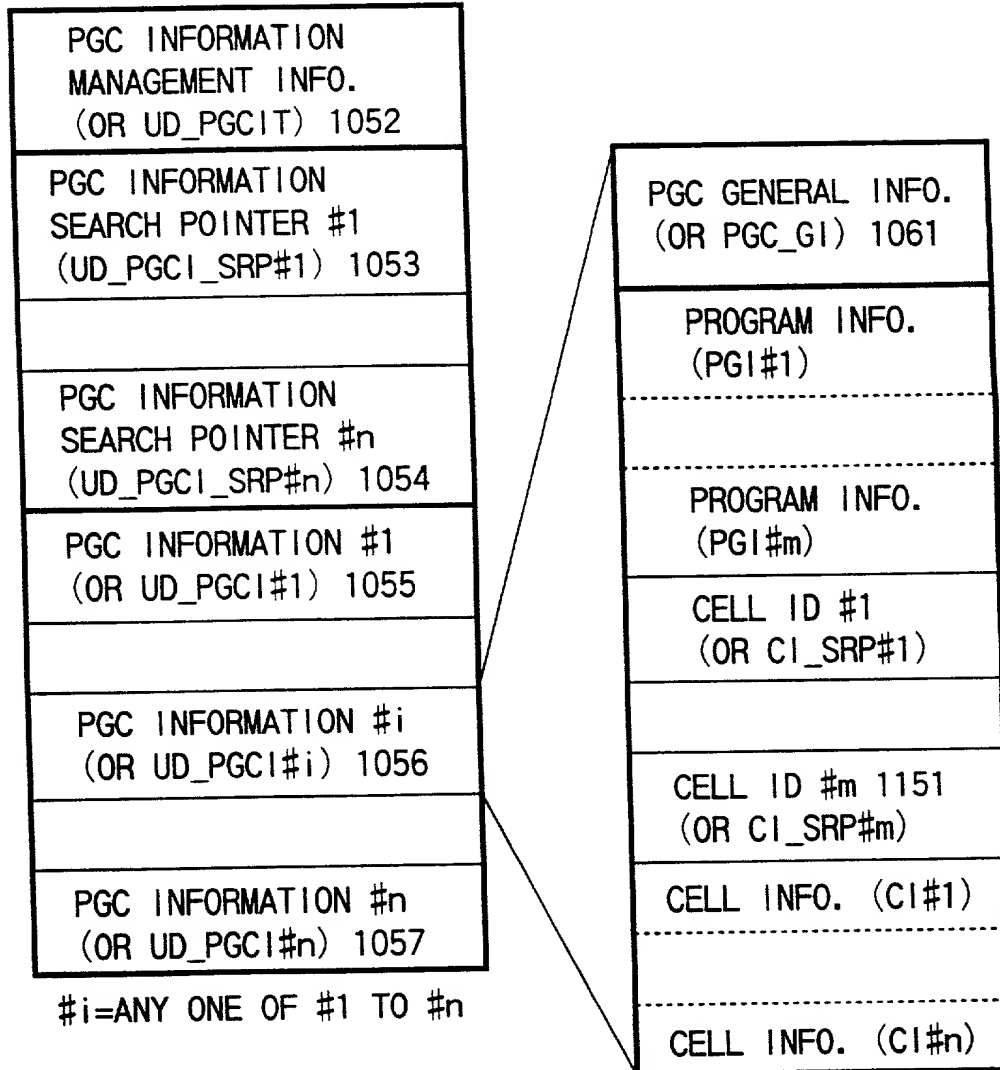 PGC INFORMATION
MANAGEMENT INFO.
(OR UD_PGCIT) 1052
PGC INFORMATION
SEARCH POINTER #1
(UD_PGCI_SRP#1) 1053
PGC INFORMATION
SEARCH POINTER #n
(UD_PGCI_SRP#n) 1054
PGC INFORMATION #1
(OR UD_PGCI#1) 1055
PGC INFORMATION #i
(OR UD_PGCI#i) 1056
PGC INFORMATION #n
(OR UD_PGCI#n) 1057
#i=ANY ONE OF #1 TO #n
PGC GENERAL INFO.
(OR PGC_GI) 1061
PROGRAM INFO.
(PGI#1)
PROGRAM INFO.
(PGI#m)
CELL ID #1
(OR CI_SRP#1)
CELL ID #m 1151
(OR CI_SRP#m)
CELL INFO. (CI#1)
CELL INFO. (CI#n)